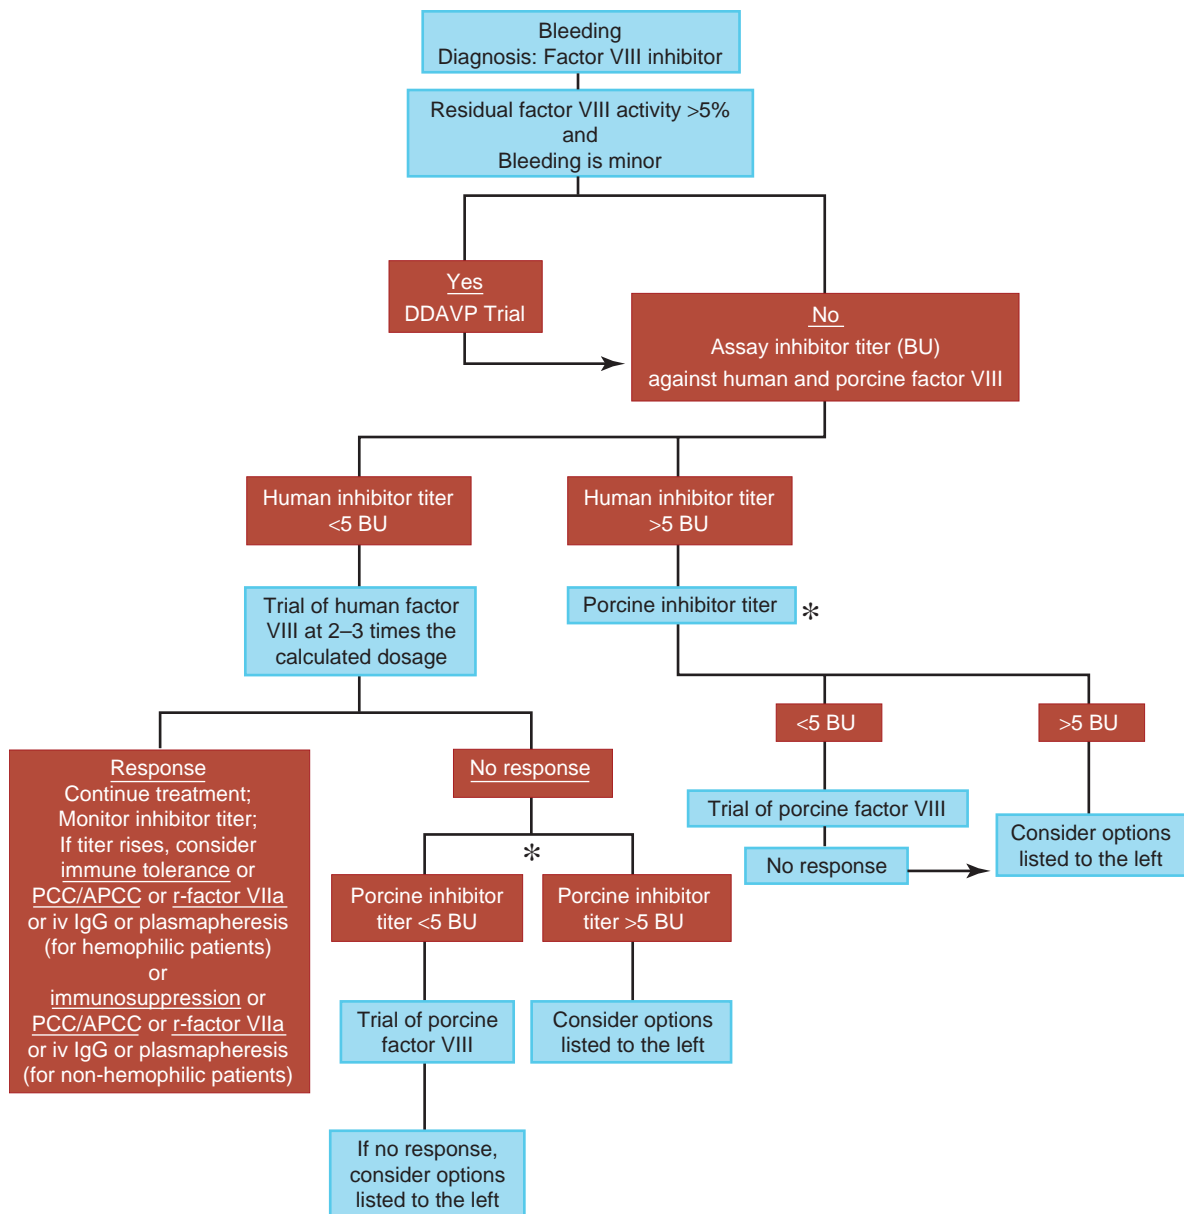 Bleeding
Diagnosis: Factor VIII inhibitor
Residual factor VIII activity >5%
and
Bleeding is minor
Yes
DDAVP Trial
No
Assay inhibitor titer (BU)
against human and porcine factor VIII
Human inhibitor titer
<5 BU
Human inhibitor titer
>5 BU
Trial of human factor
VIII at 2–3 times the
calculated dosage
Porcine inhibitor titer
*
<5 BU
>5 BU
Response
Continue treatment;
Monitor inhibitor titer;
If titer rises, consider
immune tolerance or
PCC/APCC or r-factor VIIa
or iv IgG or plasmapheresis
(for hemophilic patients)
or
immunosuppression or
PCC/APCC or r-factor VIIa
or iv IgG or plasmapheresis
(for non-hemophilic patients)
No response
*
Trial of porcine factor VIII
No response
Consider options
listed to the left
Porcine inhibitor
titer <5 BU
Porcine inhibitor
titer >5 BU
Trial of porcine
factor VIII
Consider options
listed to the left
If no response,
consider options
listed to the left